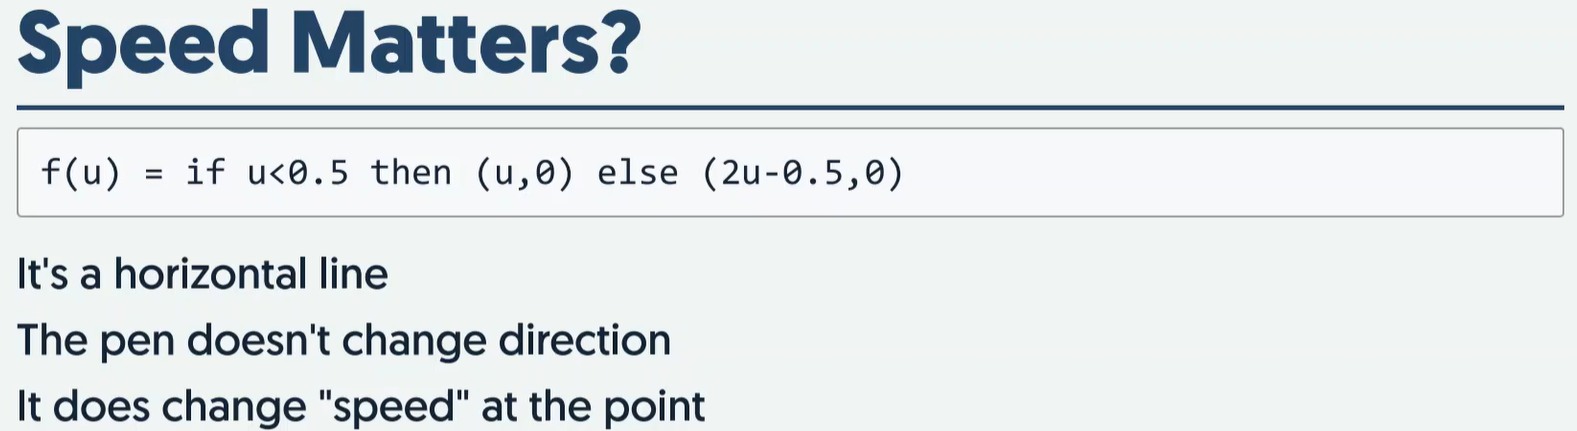 Speed Matters?
f(u) = if u<0.5 then (u,0) else (2u-0.5,0)
It's a horizontal line
The pen doesn't change direction
It does change "speed" at the point